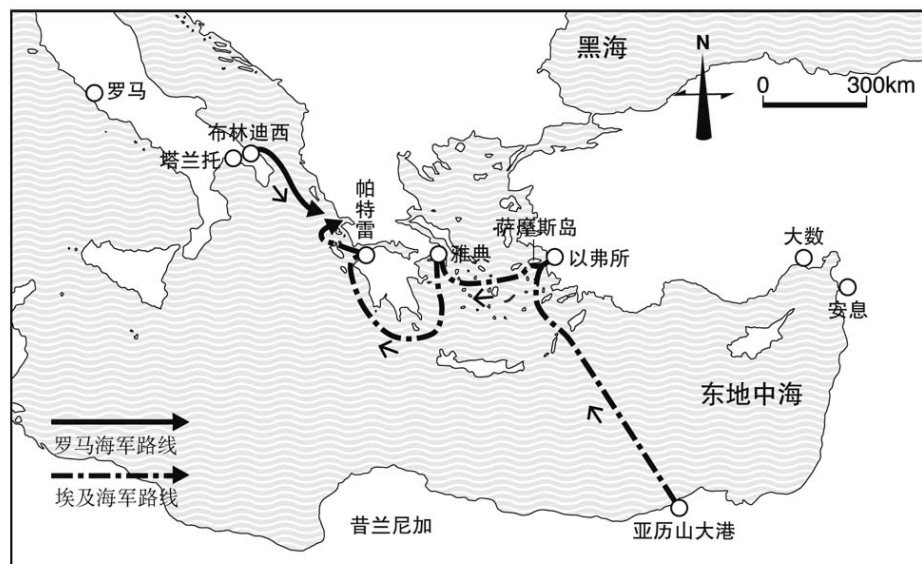 黑海
N
0 300km
罗马
布林迪西
塔兰托
帕特雷
萨摩斯岛
雅典
以弗所
大数
安息
东地中海
罗马海军路线
埃及海军路线
昔兰尼加
亚历山大港